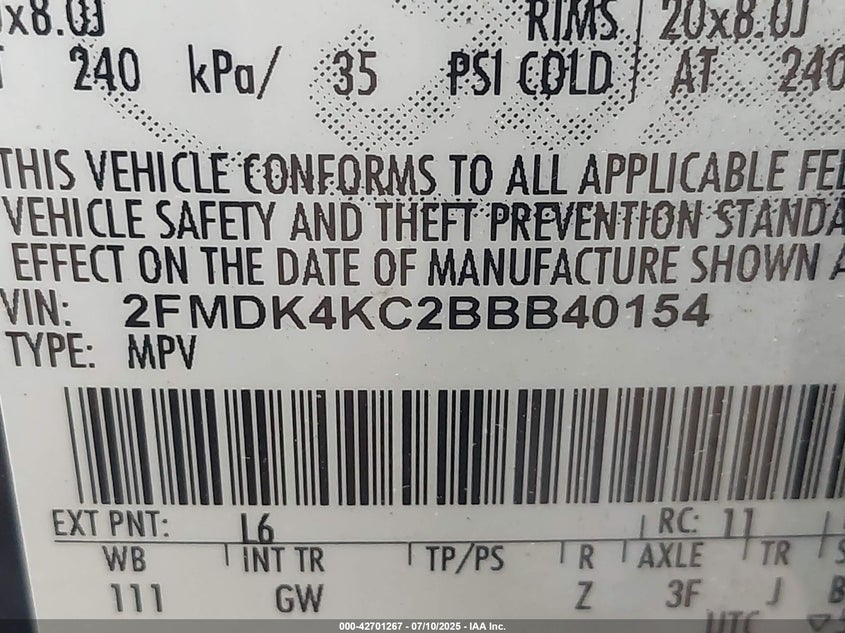 x8.0J RIMS 20x8.0J
240 kPa/ 35 PSI COLD AT 240
THIS VEHICLE CONFORMS TO ALL APPLICABLE
VEHICLE SAFETY AND THEFT PREVENTION
EFFECT ON THE DATE OF MANUFACTURE SHOWN
VIN: 2FMDK4KC2BBB40154
TYPE: MPV
EXT PNT: L6 RC: 11
WB INT TR TP/PS R AXLE TR
111 GW Z 3F J
UTC
000-42701267 - 07/10/2025 - IAA Inc.